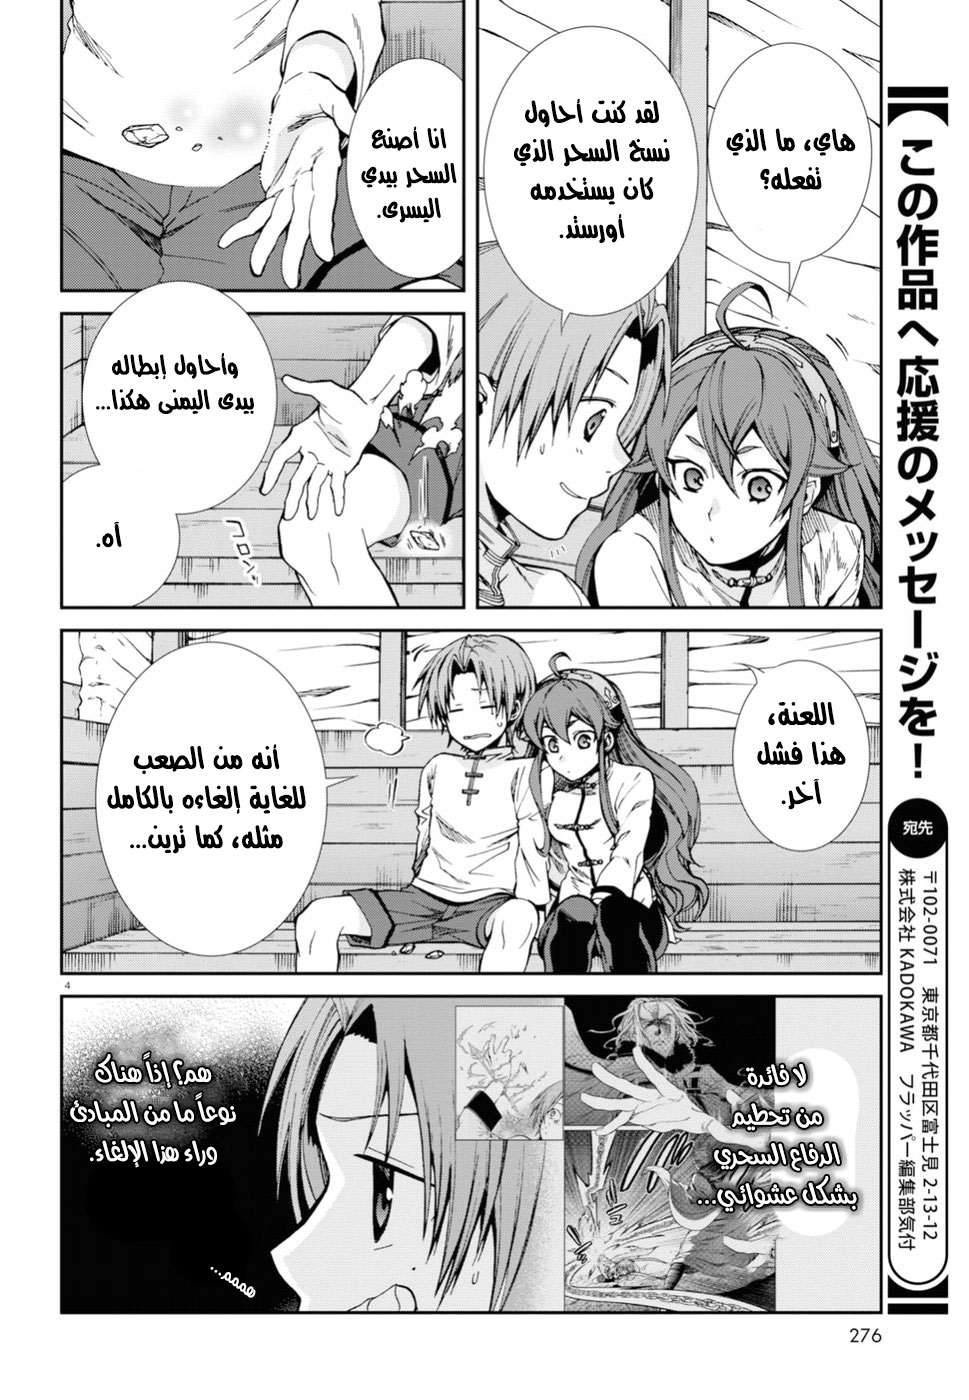 هاي، ما الذي
تفعله؟
لقد كنت أحاول
نسخ السحر الذي
كان يستخدمه
أورستد.
انا أصنع
السحر بيدي
اليسرى.
وأحاول إبطاله
بيدى اليمنى هكذا...
آه.
コロン
اللعنة،
هذا فشل
آخر.
أنه من الصعب
للغاية إلغاءه بالكامل
مثله، كما ترين...
4
لا فائدة
من تحطيم
الدفاع السحري
بشكل عشوائي...
هم؟ إذاً هناك
نوعاً ما من المبادئ
وراء هذا الإلغاء.
هممم...
【この作品へ応援のメッセージを!
宛先
〒102-0071 東京都千代田区富士見 2-13-12
株式会社 KADOKAWA フラッパー編集部気付】
276